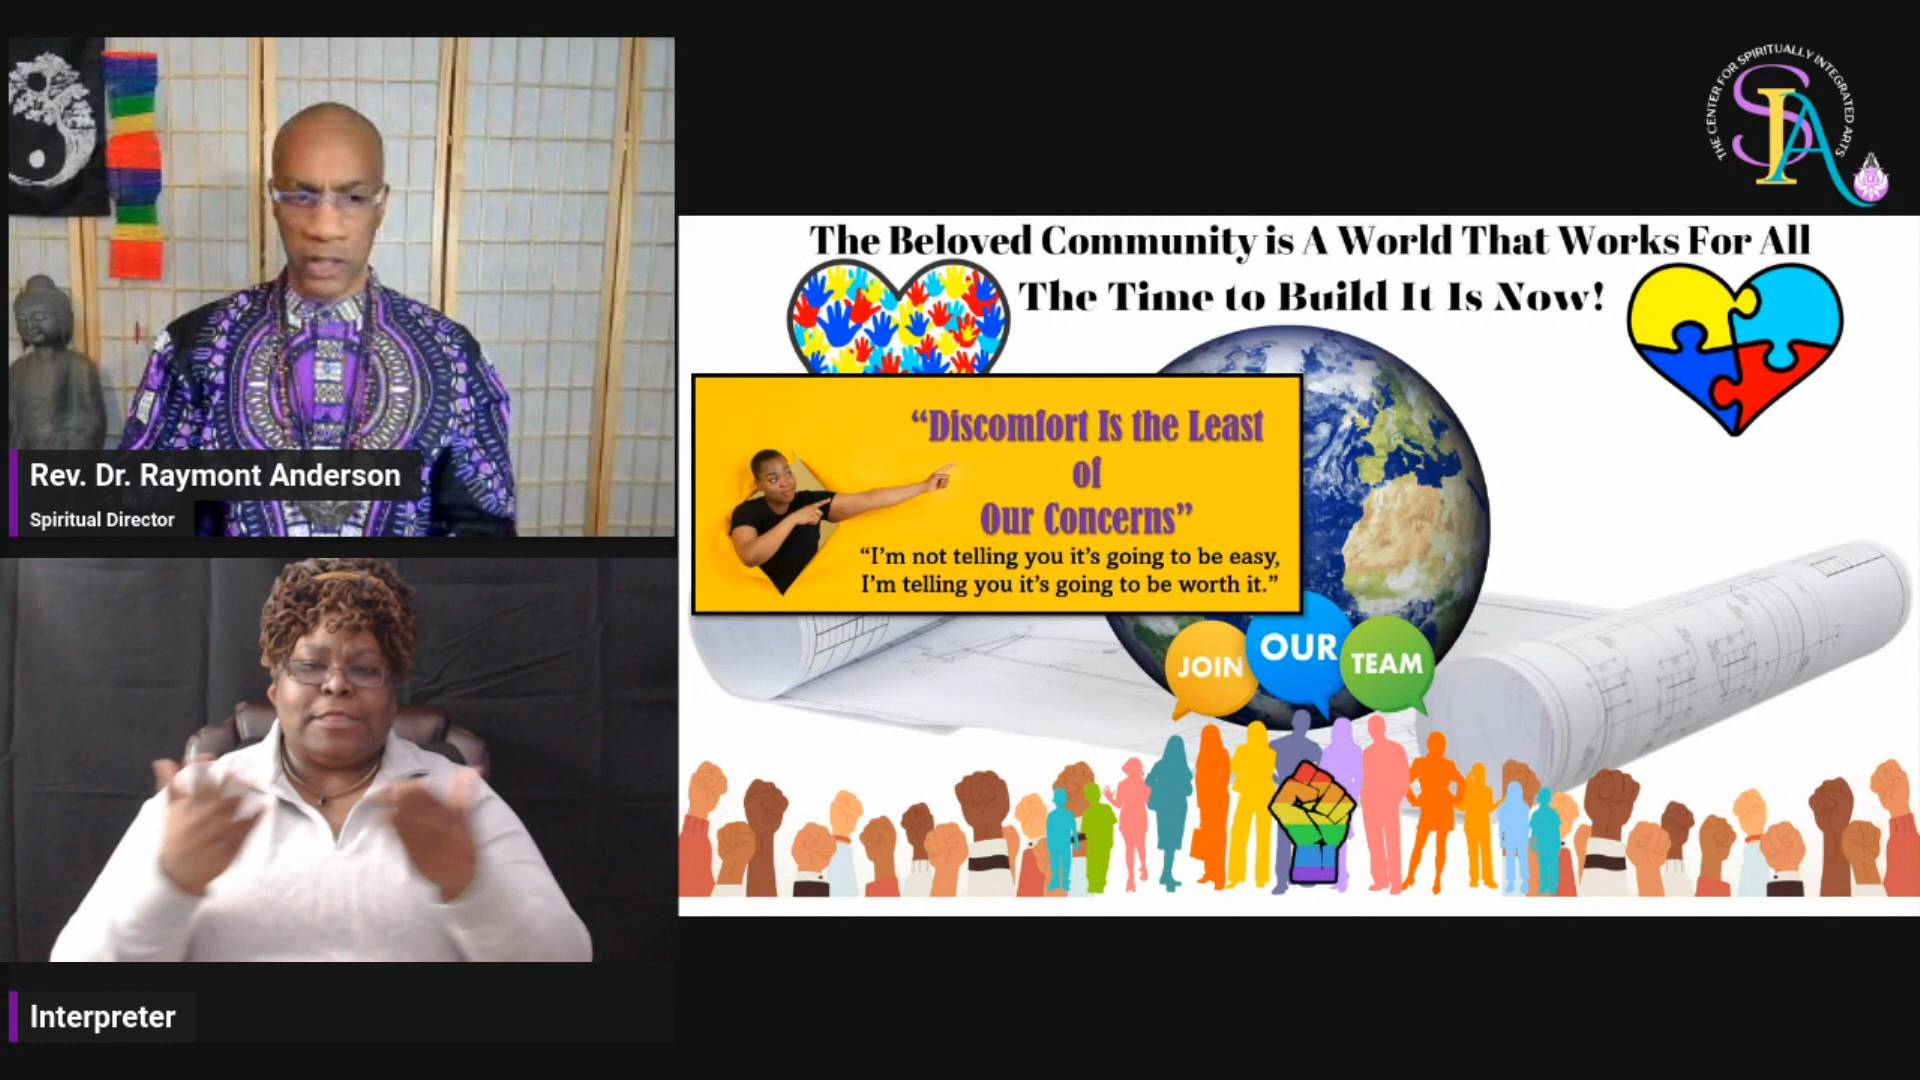 THE CENTER FOR SPIRITUALLY INTEGRATED ARTS
SIA
The Beloved Community is A World That Works For All
The Time to Build It Is Now!
“Discomfort Is the Least
of
Our Concerns”
“I’m not telling you it’s going to be easy,
I’m telling you it’s going to be worth it.”
JOIN
OUR
TEAM
Rev. Dr. Raymont Anderson
Spiritual Director
Interpreter